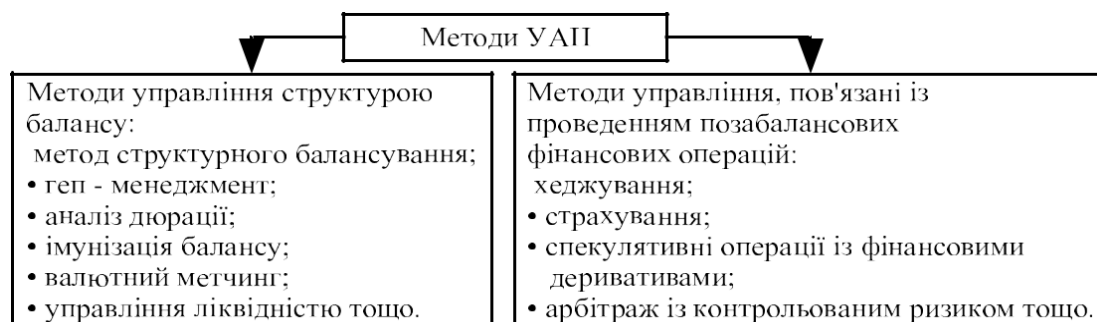 Методи УАП
Методи управління структурою
балансу:
метод структурного балансування;
• геп - менеджмент;
• аналіз дюрації;
• імунізація балансу;
• валютний метчинг;
• управління ліквідністю тощо.
Методи управління, пов'язані із
проведенням позабалансових
фінансових операцій:
хеджування;
• страхування;
• спекулятивні операції із фінансовими
деривативами;
• арбітраж із контрольованим ризиком тощо.